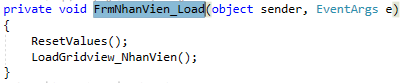 private void FrmNhanVien_Load(object sender, EventArgs e)
{
ResetValues();
LoadGridview_NhanVien();
}